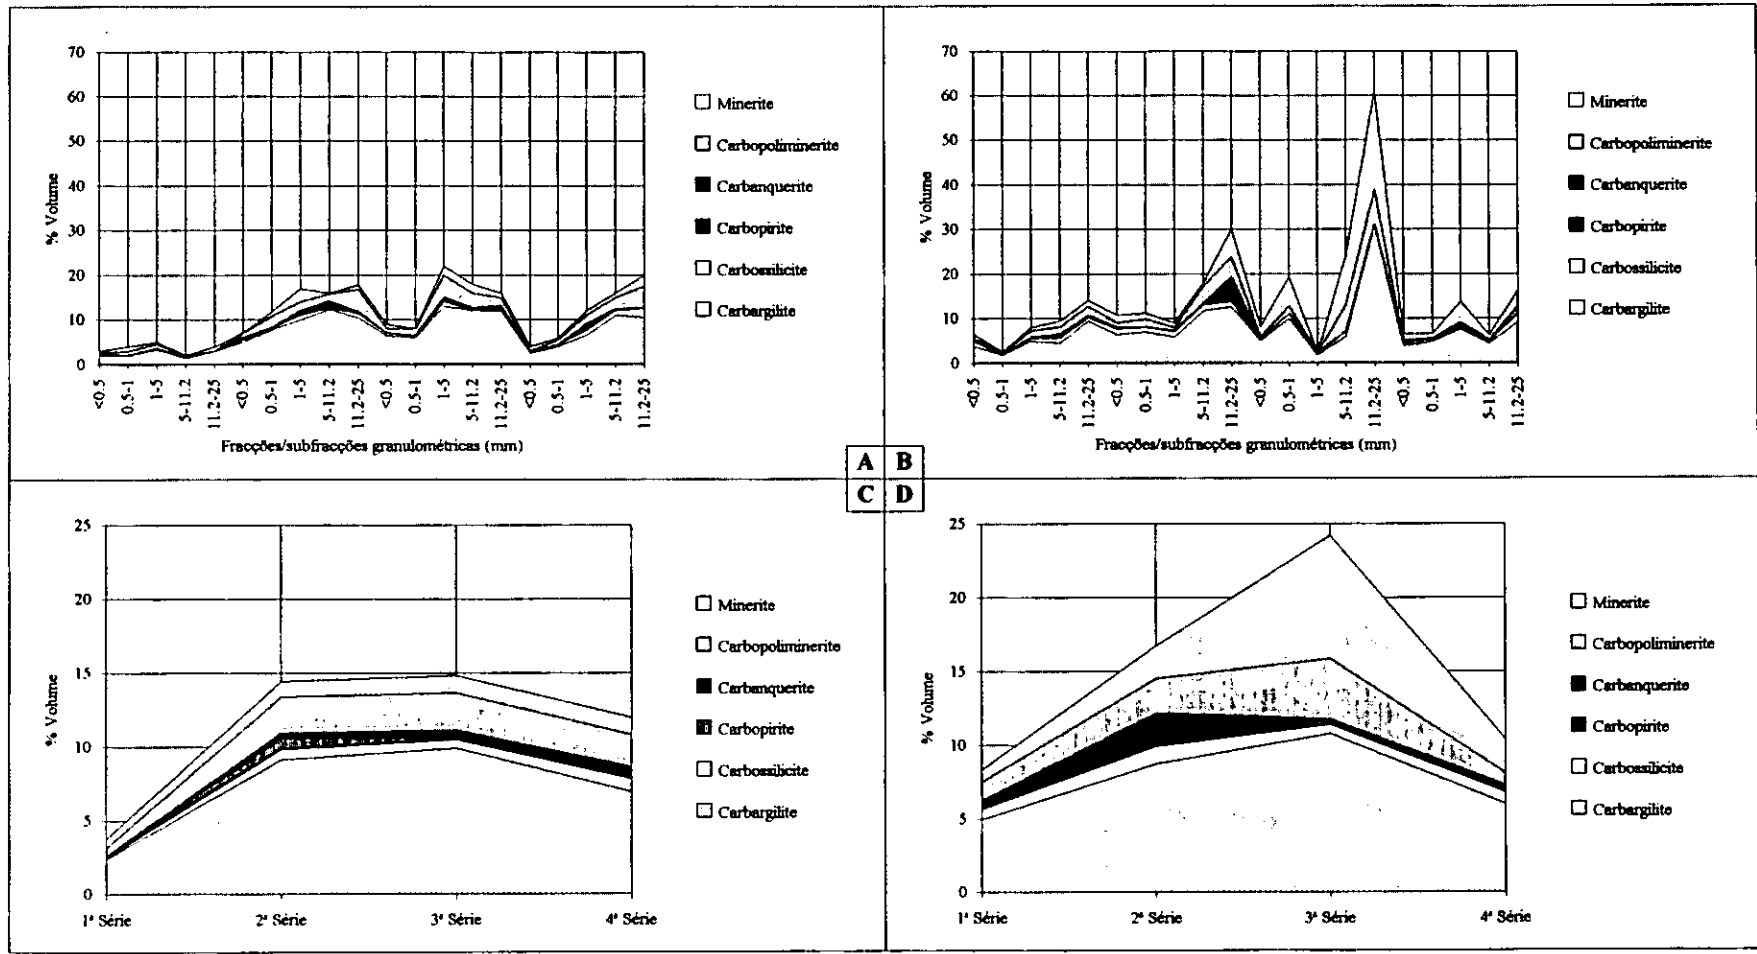 70
60
50
40
30
20
10
0
% Volume
<0.5
0.5-1
1-5
5-11.2
11.2-25
<0.5
0.5-1
1-5
5-11.2
11.2-25
<0.5
0.5-1
1-5
5-11.2
11.2-25
<0.5
0.5-1
1-5
5-11.2
11.2-25
Fracções/subfracções granulométricas (mm)
Minerite
Carbopoliminerite
Carbanquerite
Carbopirite
Carbossilicite
Carbargilite
70
60
50
40
30
20
10
0
% Volume
<0.5
0.5-1
1-5
5-11.2
11.2-25
<0.5
0.5-1
1-5
5-11.2
11.2-25
<0.5
0.5-1
1-5
5-11.2
11.2-25
<0.5
0.5-1
1-5
5-11.2
11.2-25
Fracções/subfracções granulométricas (mm)
Minerite
Carbopoliminerite
Carbanquerite
Carbopirite
Carbossilicite
Carbargilite
A B
C D
25
20
15
10
5
0
% Volume
1ª Série 2ª Série 3ª Série 4ª Série
Minerite
Carbopoliminerite
Carbanquerite
Carbopirite
Carbossilicite
Carbargilite
25
20
15
10
5
0
% Volume
1ª Série 2ª Série 3ª Série 4ª Série
Minerite
Carbopoliminerite
Carbanquerite
Carbopirite
Carbossilicite
Carbargilite